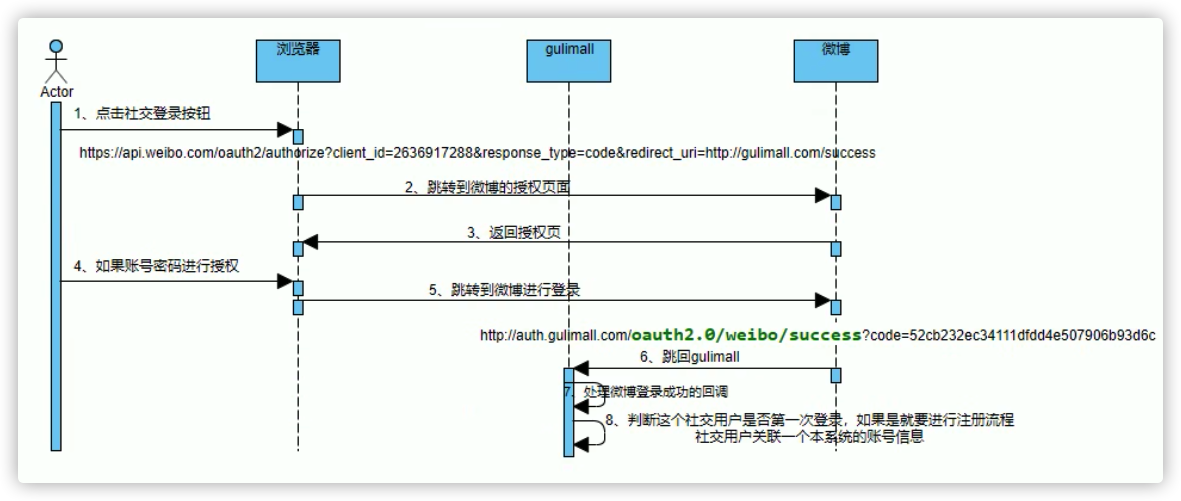 浏览器
gulimall
微博
Actor
1、点击社交登录按钮
https://api.weibo.com/oauth2/authorize?client_id=2636917288&response_type=code&redirect_uri=http://gulimall.com/success
2、跳转到微博的授权页面
3、返回授权页
4、如果账号密码进行授权
5、跳转到微博进行登录
http://auth.gulimall.com/oauth2.0/weibo/success?code=52cb232ec34111dfdd4e507906b93d6c
6、跳回gulimall
7、处理微博登录成功的回调
8、判断这个社交用户是否第一次登录，如果是就要进行注册流程
社交用户关联一个本系统的账号信息